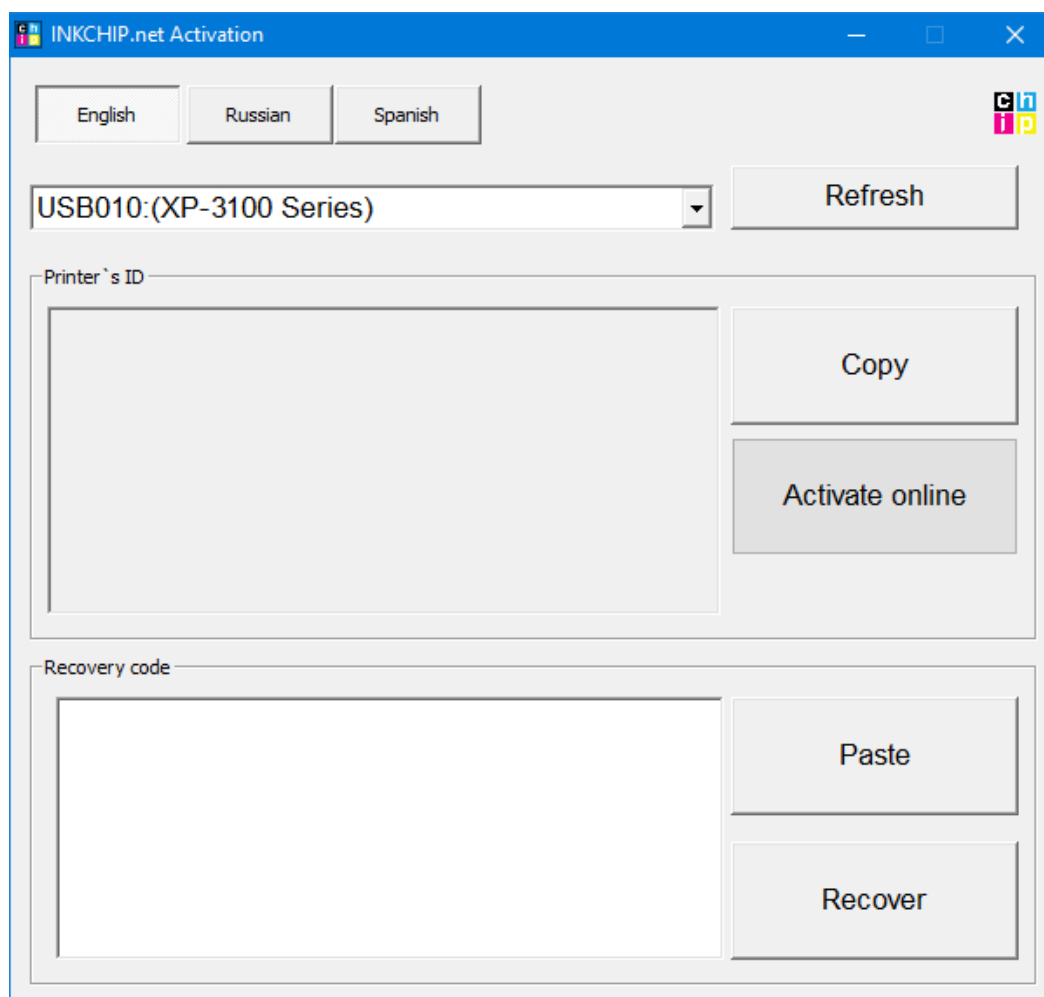 INKCHIP.net Activation
English Russian Spanish
chip
USB010:(XP-3100 Series) Refresh
Printer`s ID
Copy
Activate online
Recovery code
Paste
Recover